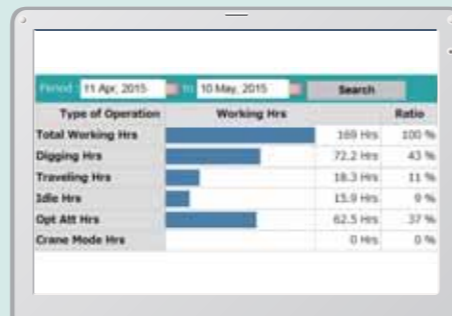 Period : 11 Apr, 2015 to 10 May, 2015 Search
Type of Operation Working Hrs Ratio
Total Working Hrs 169 Hrs 100 %
Digging Hrs 72.2 Hrs 43 %
Traveling Hrs 18.3 Hrs 11 %
Idle Hrs 15.9 Hrs 9 %
Opt Att Hrs 62.5 Hrs 37 %
Crane Mode Hrs 0 Hrs 0 %